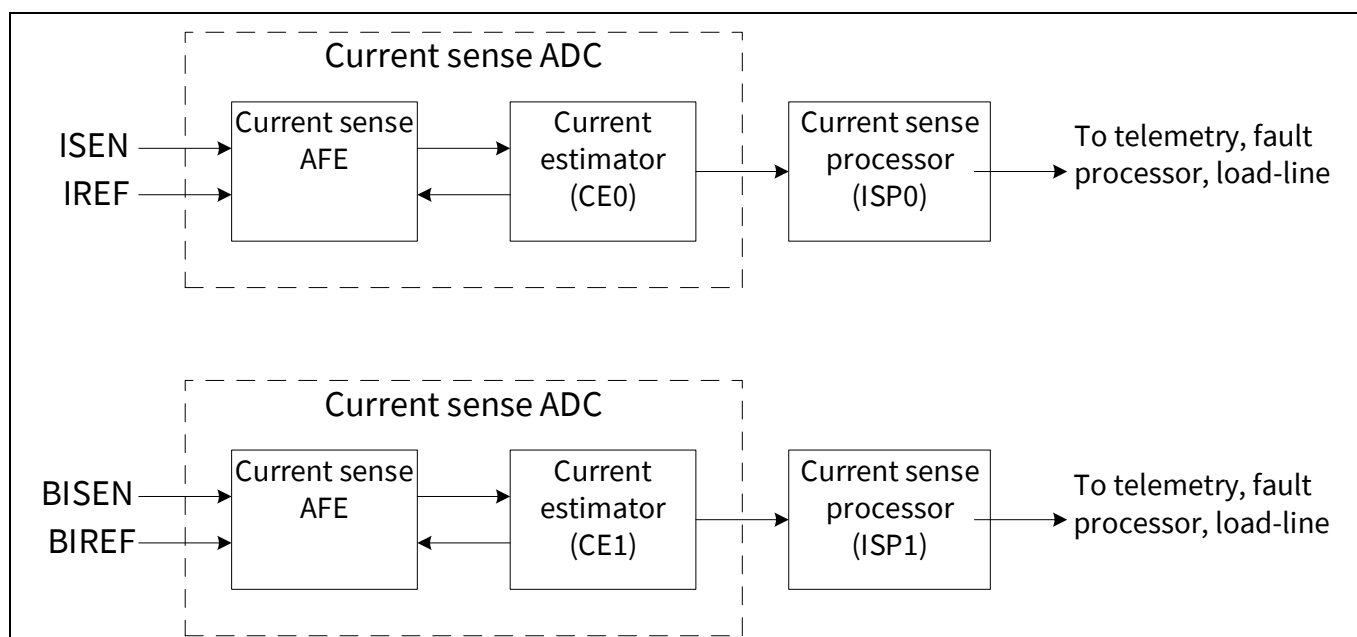 Current sense ADC
ISEN
IREF
Current sense
AFE
Current
estimator
(CE0)
Current sense
processor
(ISP0)
To telemetry, fault
processor, load-line
Current sense ADC
BISEN
BIREF
Current sense
AFE
Current
estimator
(CE1)
Current sense
processor
(ISP1)
To telemetry, fault
processor, load-line